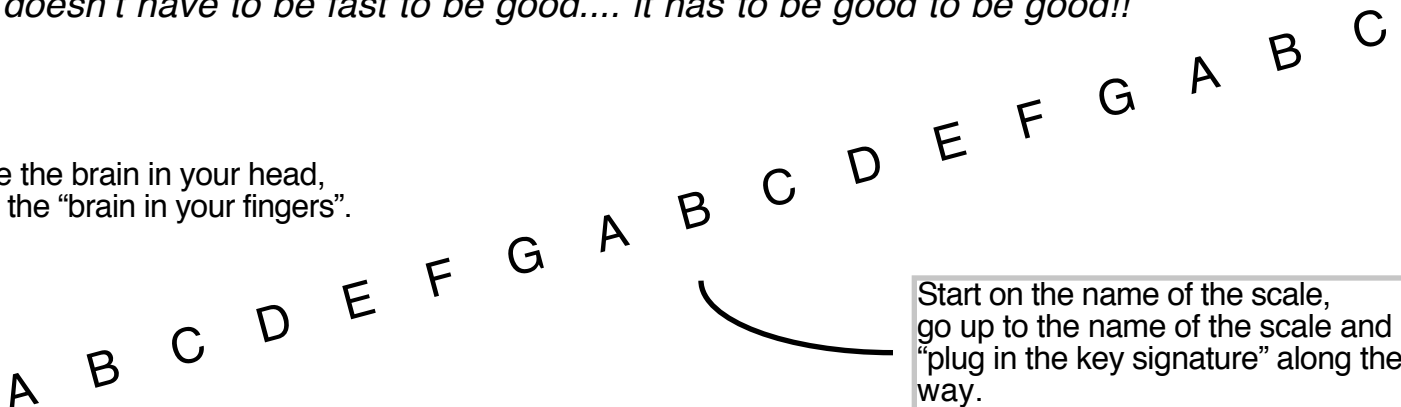 doesn't have to be fast to be good.... it has to be good to be good!!
A B C D E F G A B C D E F G A B C
the brain in your head,
the “brain in your fingers”.
Start on the name of the scale,
go up to the name of the scale and
“plug in the key signature” along the
way.